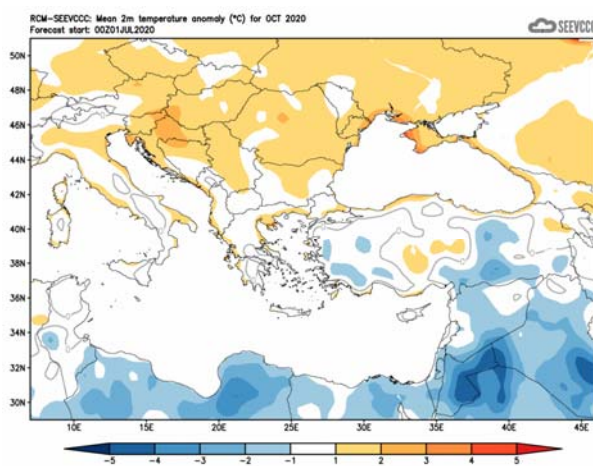 RCM-SEEVCCC: Mean 2m temperature anomaly (°C) for OCT 2020
Forecast start: 00Z01JUL2020
SEEVCCC
50N
48N
46N
44N
42N
40N
38N
36N
34N
32N
30N
10E
15E
20E
25E
30E
35E
40E
45E
-5
-4
-3
-2
-1
1
2
3
4
5